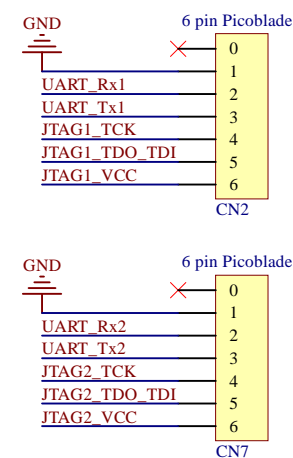 GND
6 pin Picoblade
0
1
UART_Rx1
2
UART_Tx1
3
JTAG1_TCK
4
JTAG1_TDO_TDI
5
JTAG1_VCC
6
CN2
GND
6 pin Picoblade
0
1
UART_Rx2
2
UART_Tx2
3
JTAG2_TCK
4
JTAG2_TDO_TDI
5
JTAG2_VCC
6
CN7